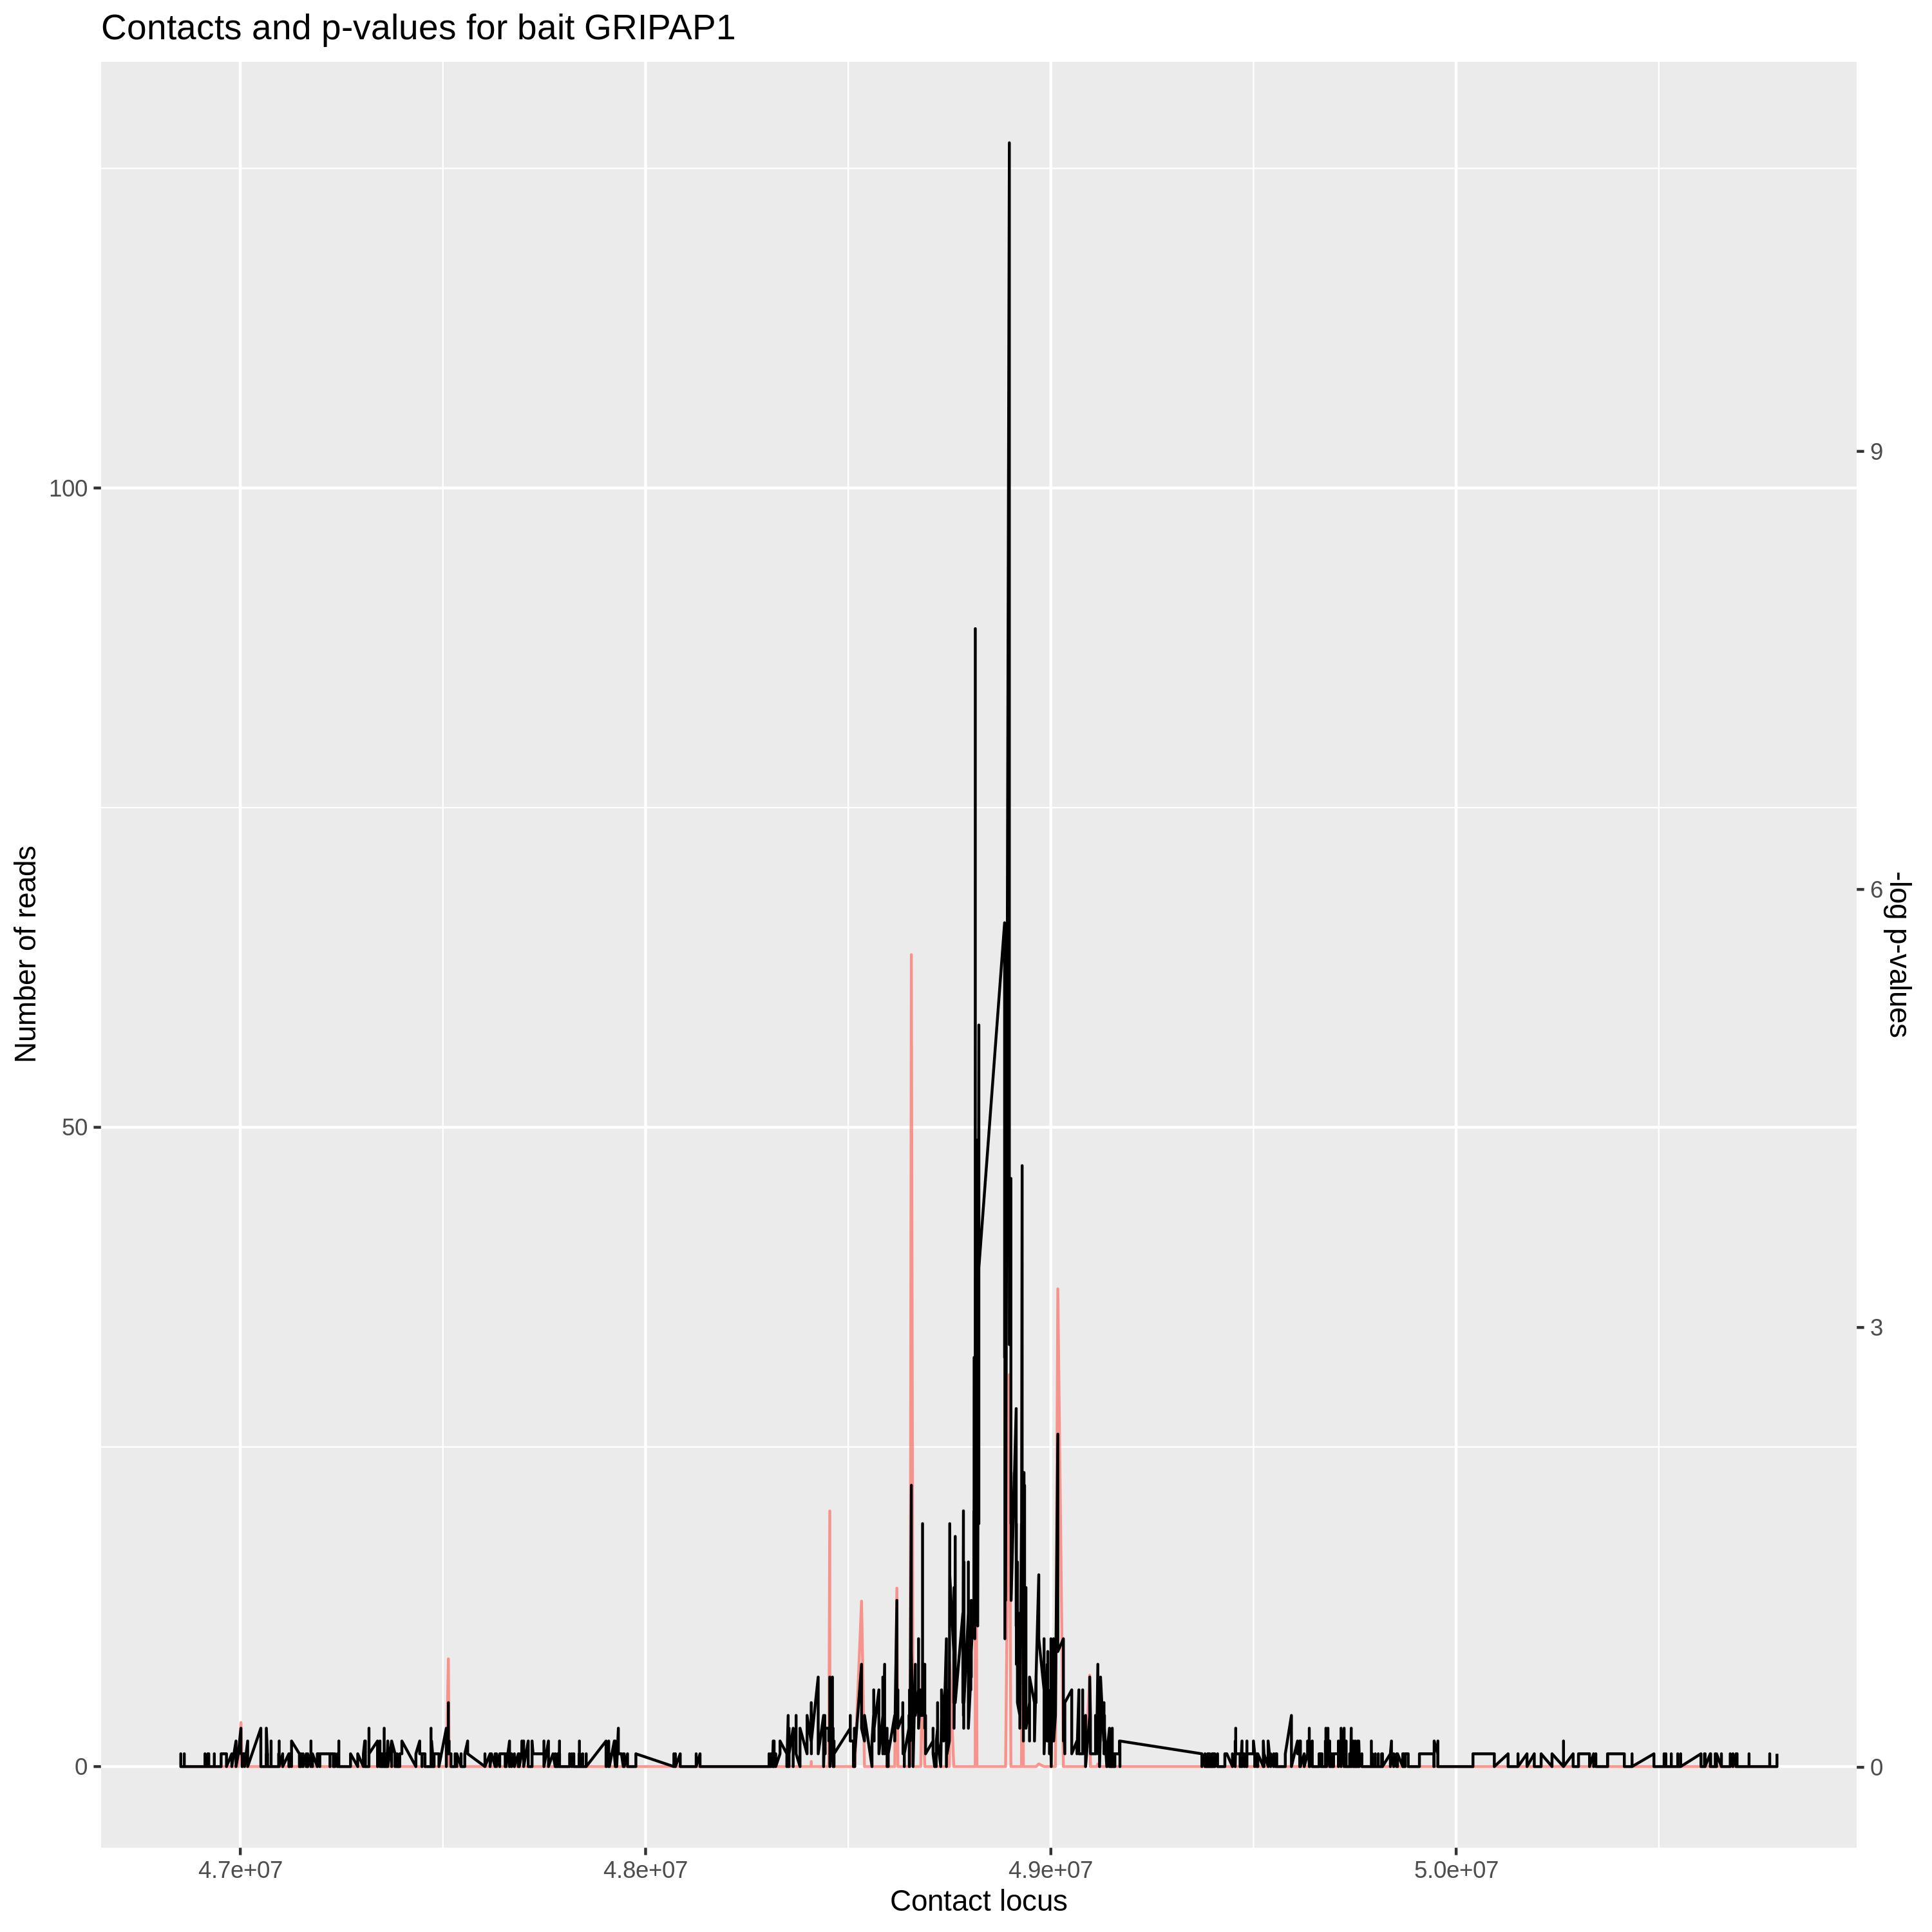 Contacts and p-values for bait GRIPAP1
100
50
0
Number of reads
9
6
3
0
-log p-values
4.7e+07
4.8e+07
4.9e+07
5.0e+07
Contact locus